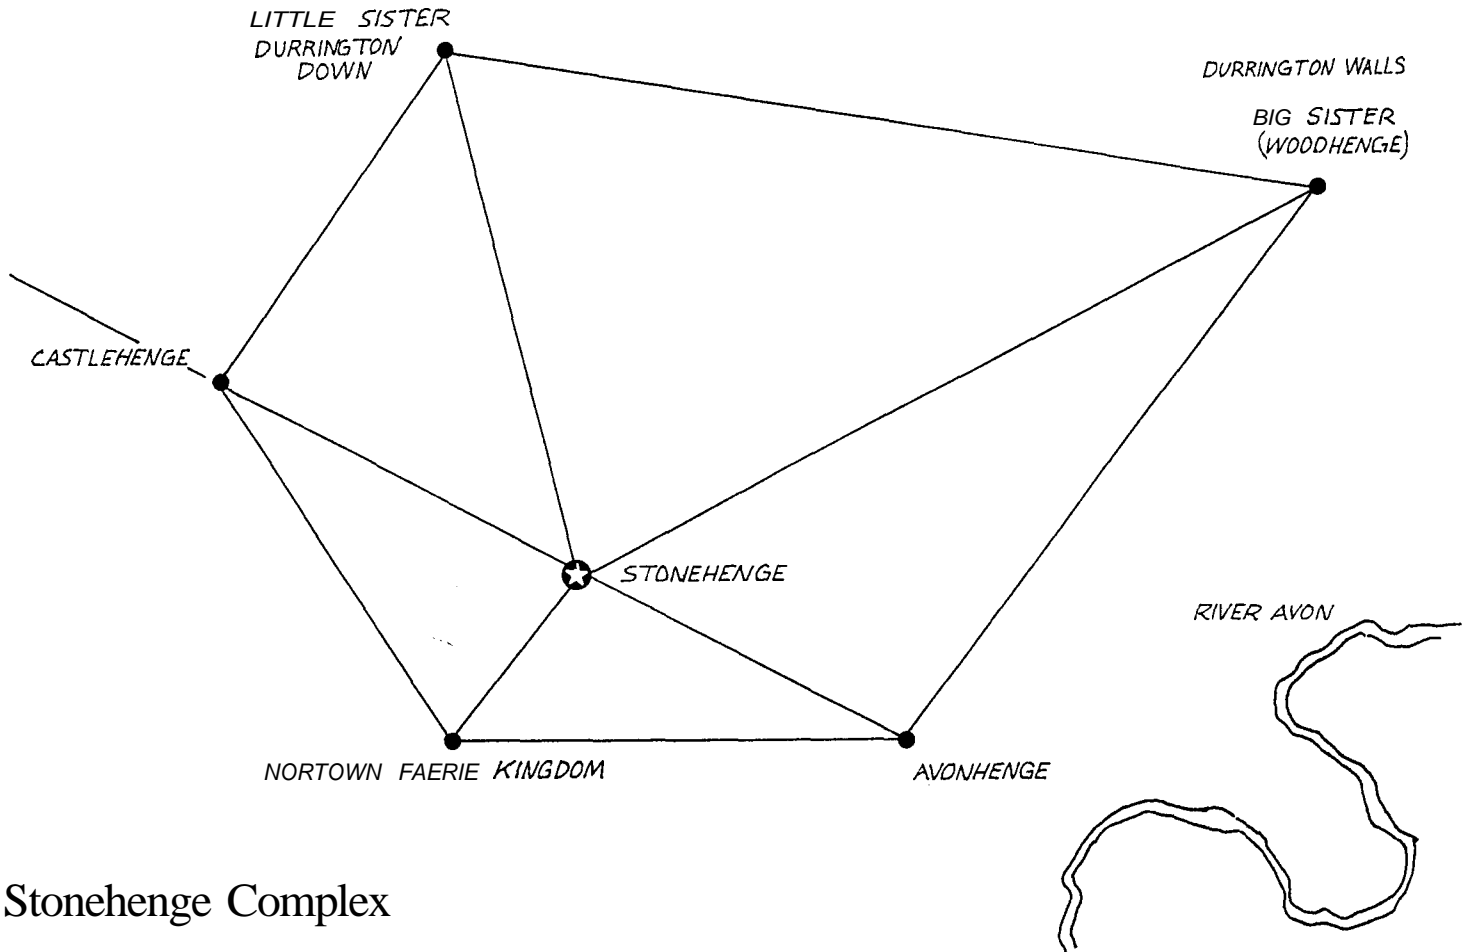 LITTLE SISTER
DURRINGTON
DOWN
DURRINGTON WALLS
BIG SISTER
(WOODHENGE)
CASTLEHENGE
STONEHENGE
RIVER AVON
NORTOWN FAERIE KINGDOM
AVONHENGE
Stonehenge Complex